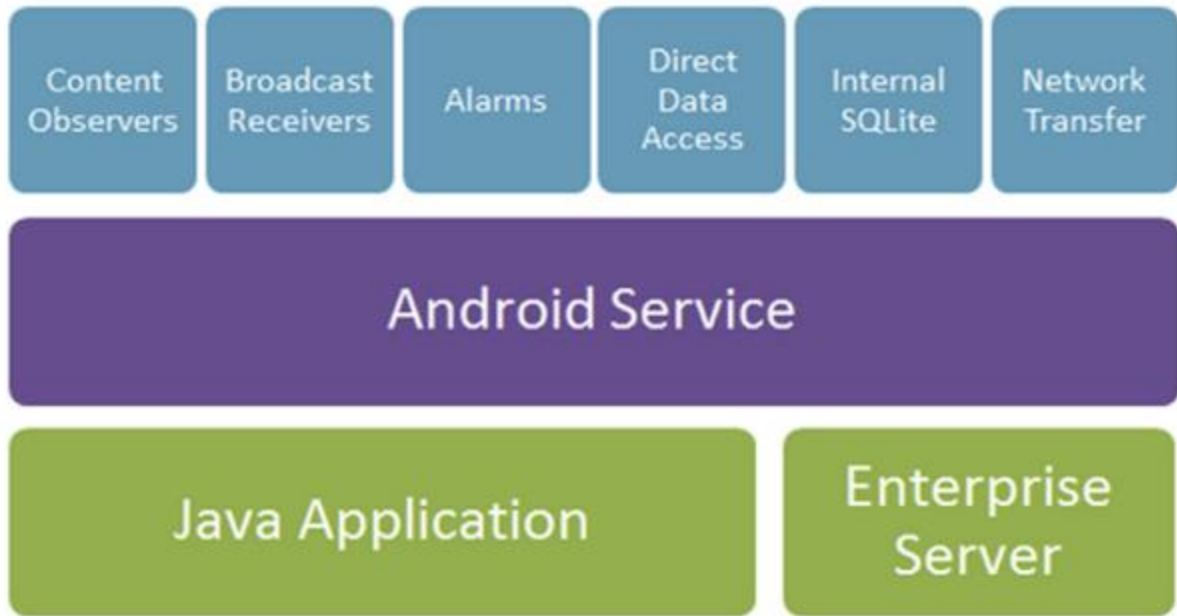 Content
Observers
Broadcast
Receivers
Alarms
Direct
Data
Access
Internal
SQLite
Network
Transfer
Android Service
Java Application
Enterprise
Server